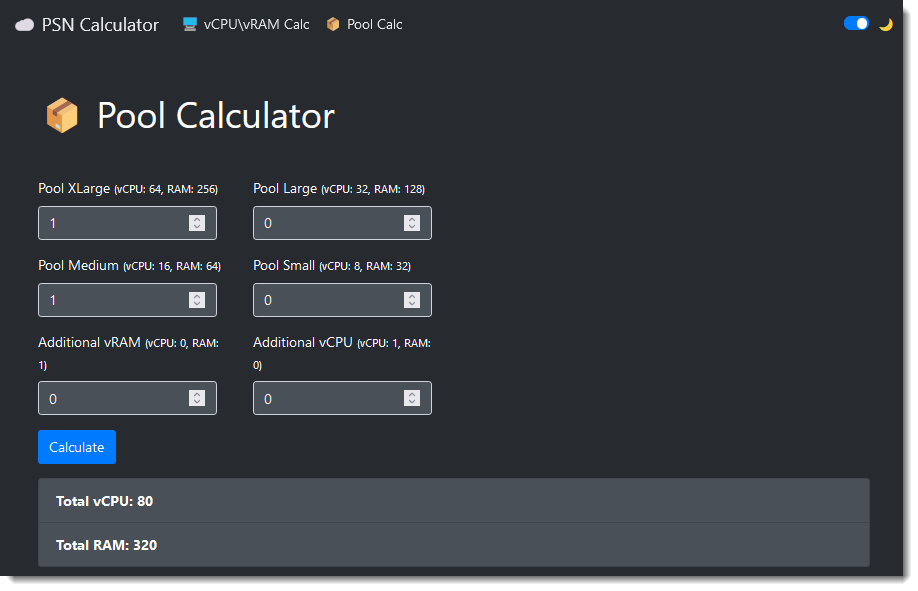 PSN Calculator vCPU\vRAM Calc Pool Calc
Pool Calculator
Pool XLarge (vCPU: 64, RAM: 256) Pool Large (vCPU: 32, RAM: 128)
1 0
Pool Medium (vCPU: 16, RAM: 64) Pool Small (vCPU: 8, RAM: 32)
1 0
Additional vRAM (vCPU: 0, RAM: 1)
Additional vCPU (vCPU: 1, RAM: 0)
0 0
Calculate
Total vCPU: 80
Total RAM: 320